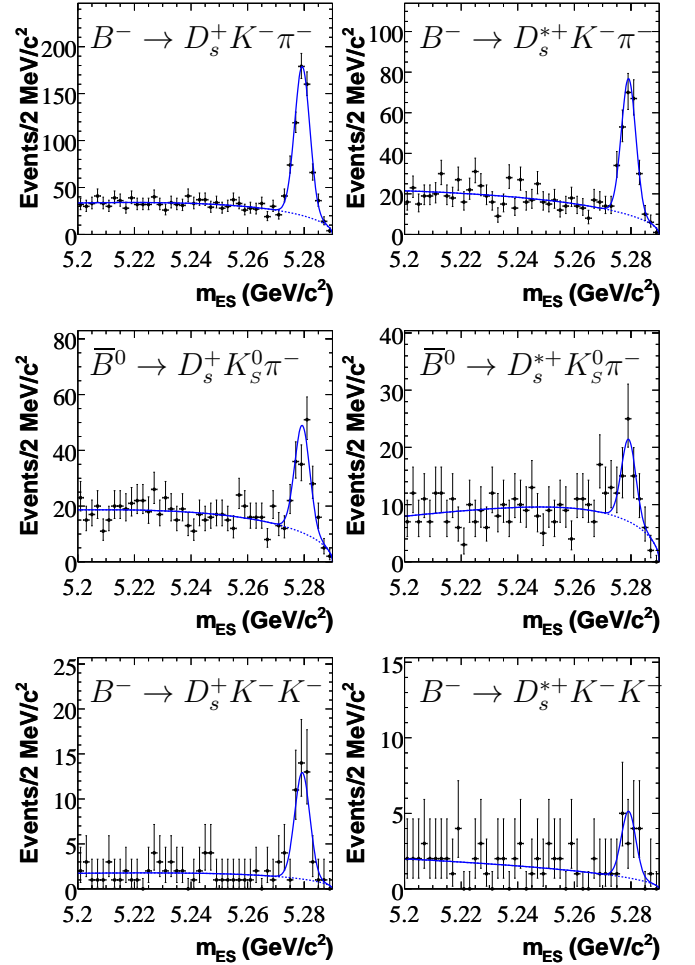 B⁻ → D_s⁺K⁻π⁻
Events/2 MeV/c²
200
150
100
50
0
5.2 5.22 5.24 5.26 5.28
m_ES (GeV/c²)
B⁻ → D_s*⁺K⁻π⁻
Events/2 MeV/c²
100
80
60
40
20
0
5.2 5.22 5.24 5.26 5.28
m_ES (GeV/c²)
B̅⁰ → D_s⁺K_S⁰π⁻
Events/2 MeV/c²
80
60
40
20
0
5.2 5.22 5.24 5.26 5.28
m_ES (GeV/c²)
B̅⁰ → D_s*⁺K_S⁰π⁻
Events/2 MeV/c²
40
30
20
10
0
5.2 5.22 5.24 5.26 5.28
m_ES (GeV/c²)
B⁻ → D_s⁺K⁻K⁻
Events/2 MeV/c²
25
20
15
10
5
0
5.2 5.22 5.24 5.26 5.28
m_ES (GeV/c²)
B⁻ → D_s*⁺K⁻K⁻
Events/2 MeV/c²
15
10
5
0
5.2 5.22 5.24 5.26 5.28
m_ES (GeV/c²)